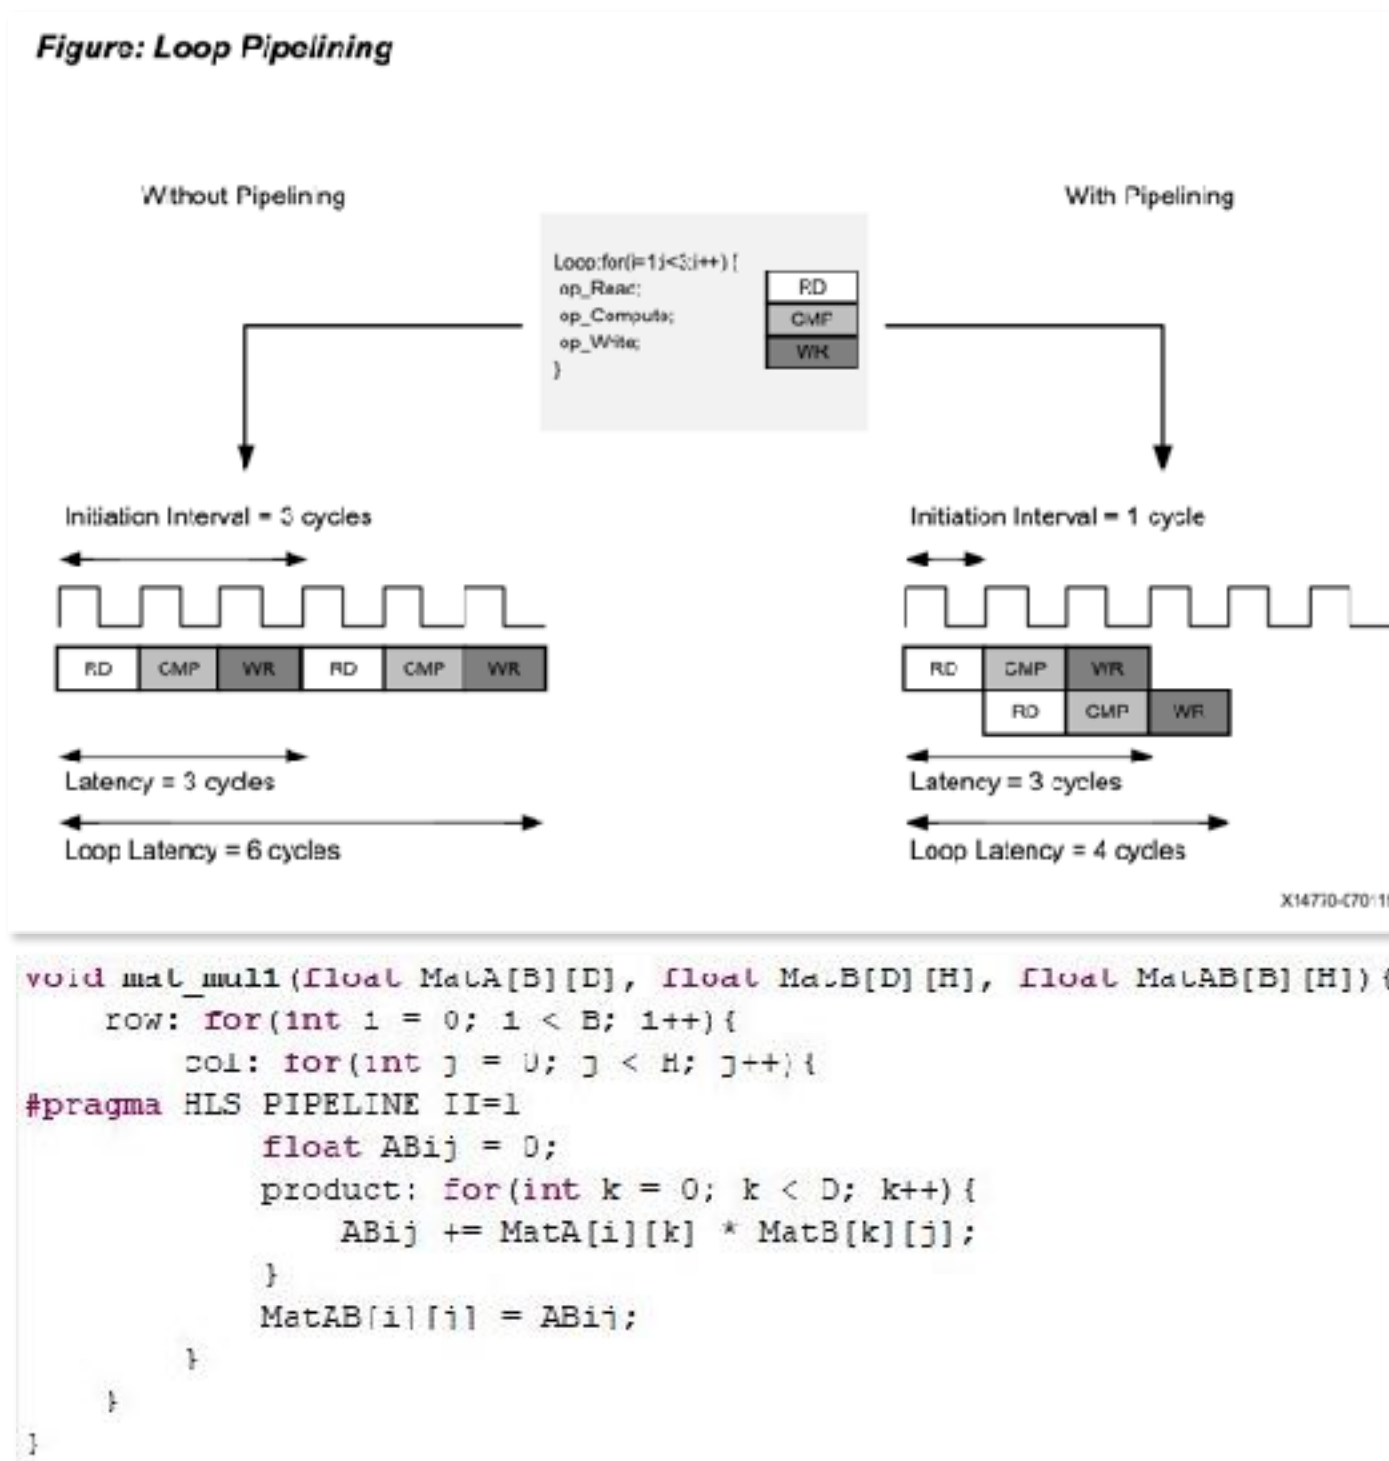 Figure: Loop Pipelining
Without Pipelining
With Pipelining
Loop:for(i=1;i<3;i++) {
op_Read;
op_Compute;
op_Write;
}
RD
CMP
WR
Initiation Interval = 3 cycles
Initiation Interval = 1 cycle
RD CMP WR RD CMP WR
RD CMP WR
RD CMP WR
Latency = 3 cycles
Latency = 3 cycles
Loop Latency = 6 cycles
Loop Latency = 4 cycles
void mat_mul1(float MatA[B][D], float MatB[D][H], float MatAB[B][H]){
row: for(int i = 0; i < B; i++){
col: for(int j = 0; j < H; j++){
#pragma HLS PIPELINE II=1
float ABij = 0;
product: for(int k = 0; k < D; k++){
ABij += MatA[i][k] * MatB[k][j];
}
MatAB[i][j] = ABij;
}
}
}